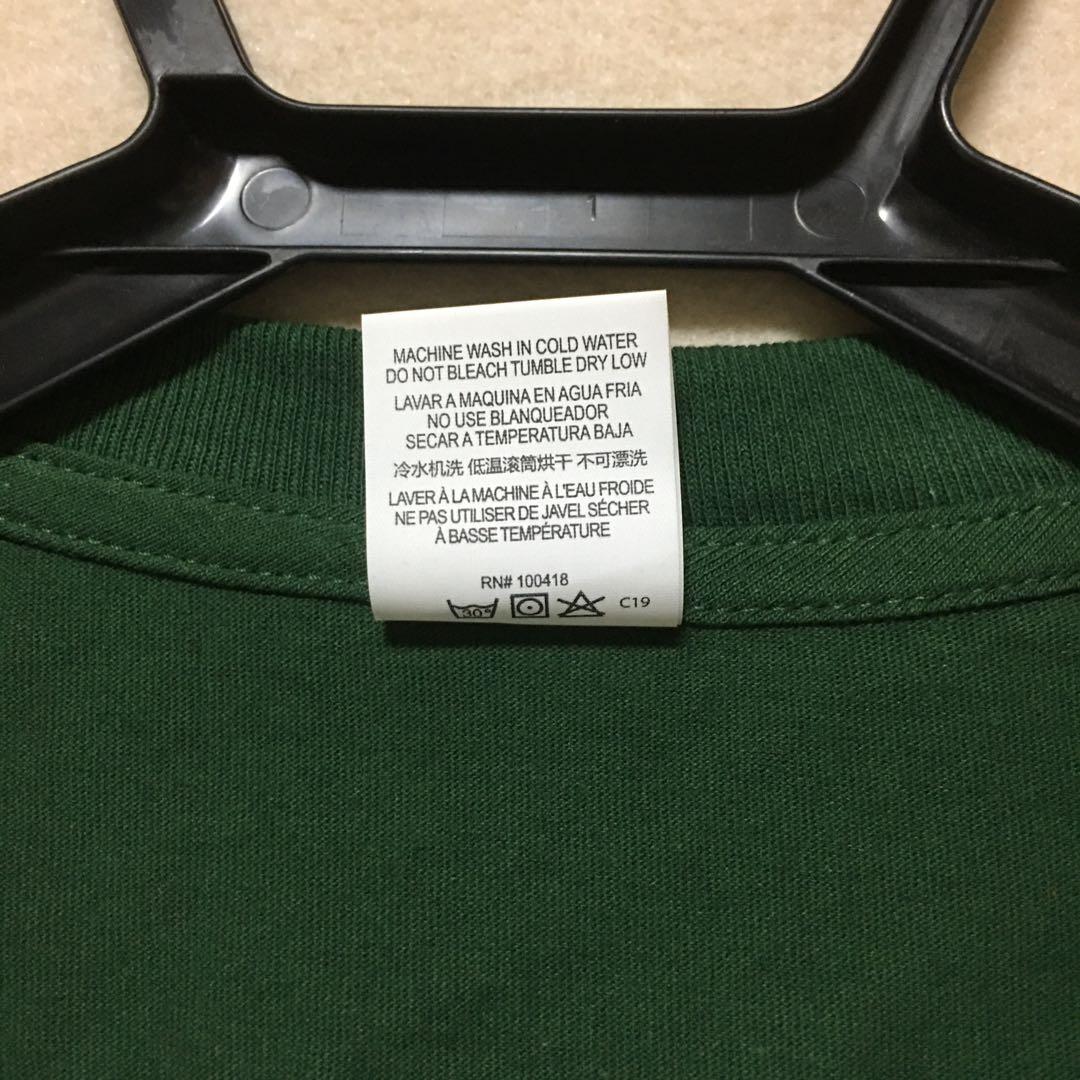 1
MACHINE WASH IN COLD WATER
DO NOT BLEACH TUMBLE DRY LOW
LAVAR A MAQUINA EN AGUA FRIA
NO USE BLANQUEADOR
SECAR A TEMPERATURA BAJA
冷水机洗 低温滚筒烘干 不可漂洗
LAVER À LA MACHINE À L'EAU FROIDE
NE PAS UTILISER DE JAVEL SÉCHER
À BASSE TEMPÉRATURE
RN# 100418
30° C19